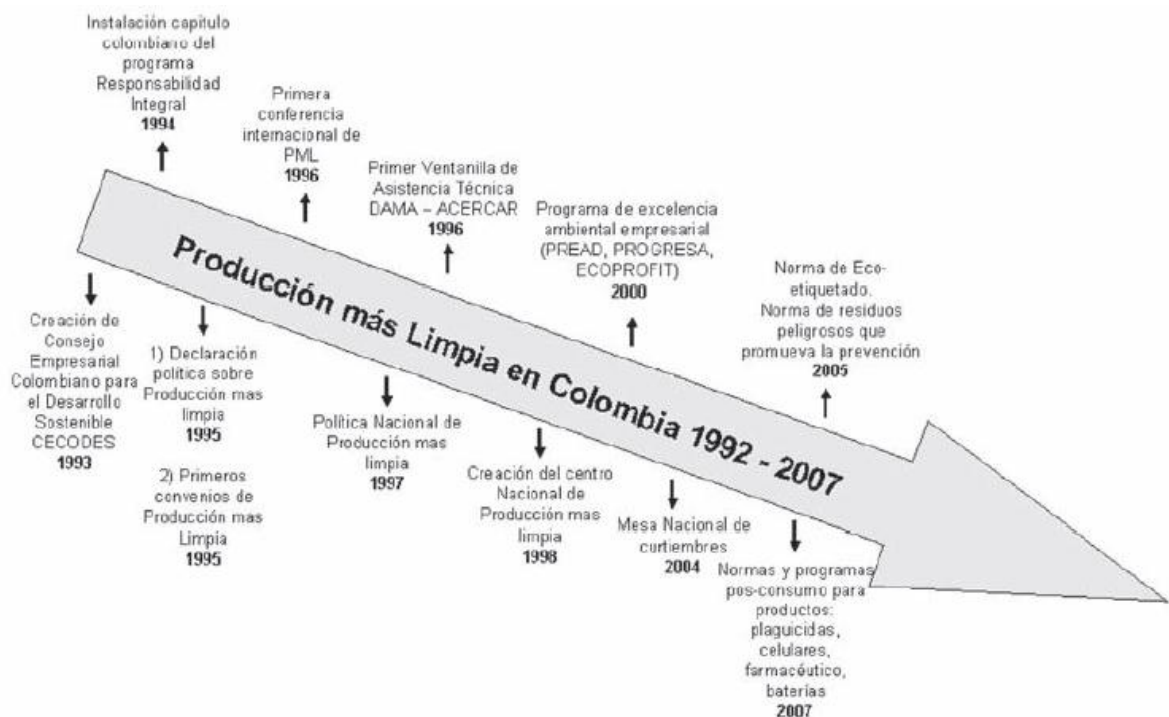 Instalación capitulo
colombiano del
programa
Responsabilidad
Integral
1994
Primera
conferencia
internacional de
PML
1996
Primer Ventanilla de
Asistencia Técnica
DAMA – ACERCAR
1996
Programa de excelencia
ambiental empresarial
(PREAD, PROGRESA,
ECOPROFIT)
2000
Norma de Eco-
etiquetado.
Norma de residuos
peligrosos que
promueva la prevención
2005
Producción más Limpia en Colombia 1992 - 2007
Creación de
Consejo
Empresarial
Colombiano para
el Desarrollo
Sostenible
CECODES
1993
1) Declaración
política sobre
Producción mas
limpia
1995
2) Primeros
convenios de
Producción mas
Limpia
1995
Política Nacional de
Producción mas
limpia
1997
Creación del centro
Nacional de
Producción mas
limpia
1998
Mesa Nacional de
curtiembres
2004
Normas y programas
pos-consumo para
productos:
plaguicidas,
celulares,
farmacéutico,
baterías
2007